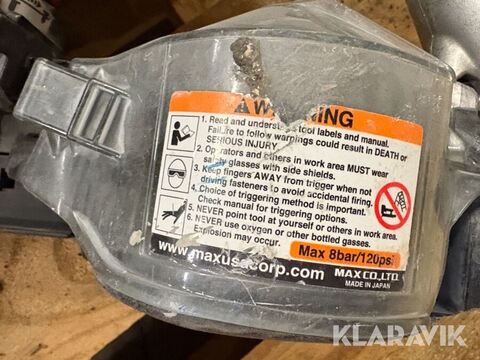 WARNING
1. Read and understand tool labels and manual.
Failure to follow warnings could result in DEATH or
SERIOUS INJURY.
2. Operators and others in work area MUST wear
safety glasses with side shields.
3. Keep fingers AWAY from trigger when not
driving fasteners to avoid accidental firing.
4. Choice of triggering method is important.
Check manual for triggering options.
5. NEVER point tool at yourself or others in work area.
6. NEVER use oxygen or other bottled gases.
Explosion may occur.
Max 8bar/120psi
www.maxusacorp.com
MAX CO., LTD.
MADE IN JAPAN
KLARAVIK